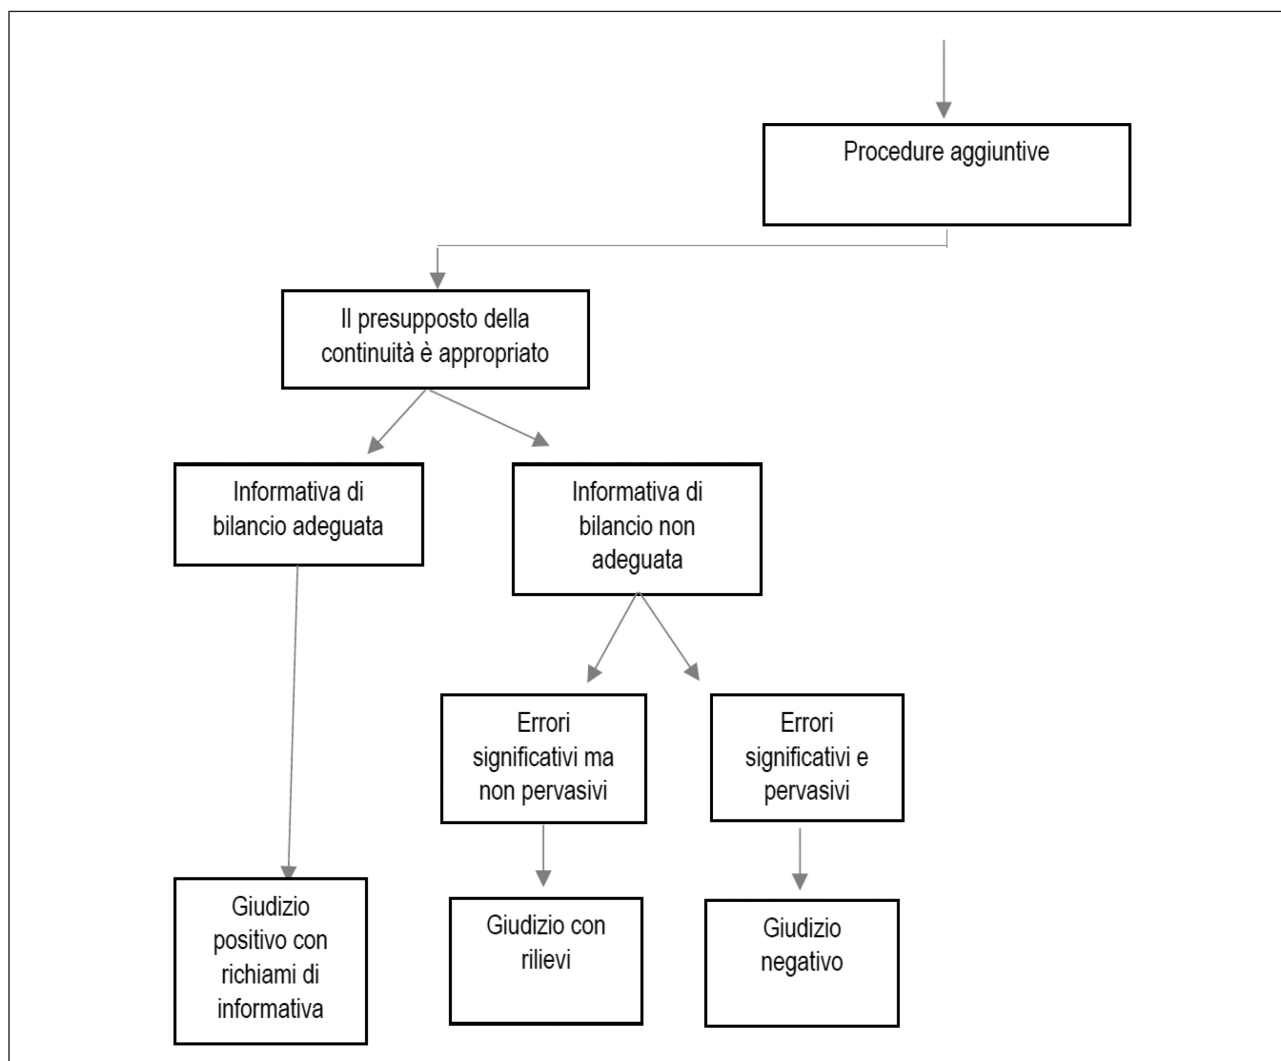 Procedure aggiuntive
Il presupposto della
continuità è appropriato
Informativa di
bilancio adeguata
Informativa di
bilancio non
adeguata
Errori
significativi ma
non pervasivi
Errori
significativi e
pervasivi
Giudizio
positivo con
richiami di
informativa
Giudizio con
rilievi
Giudizio
negativo